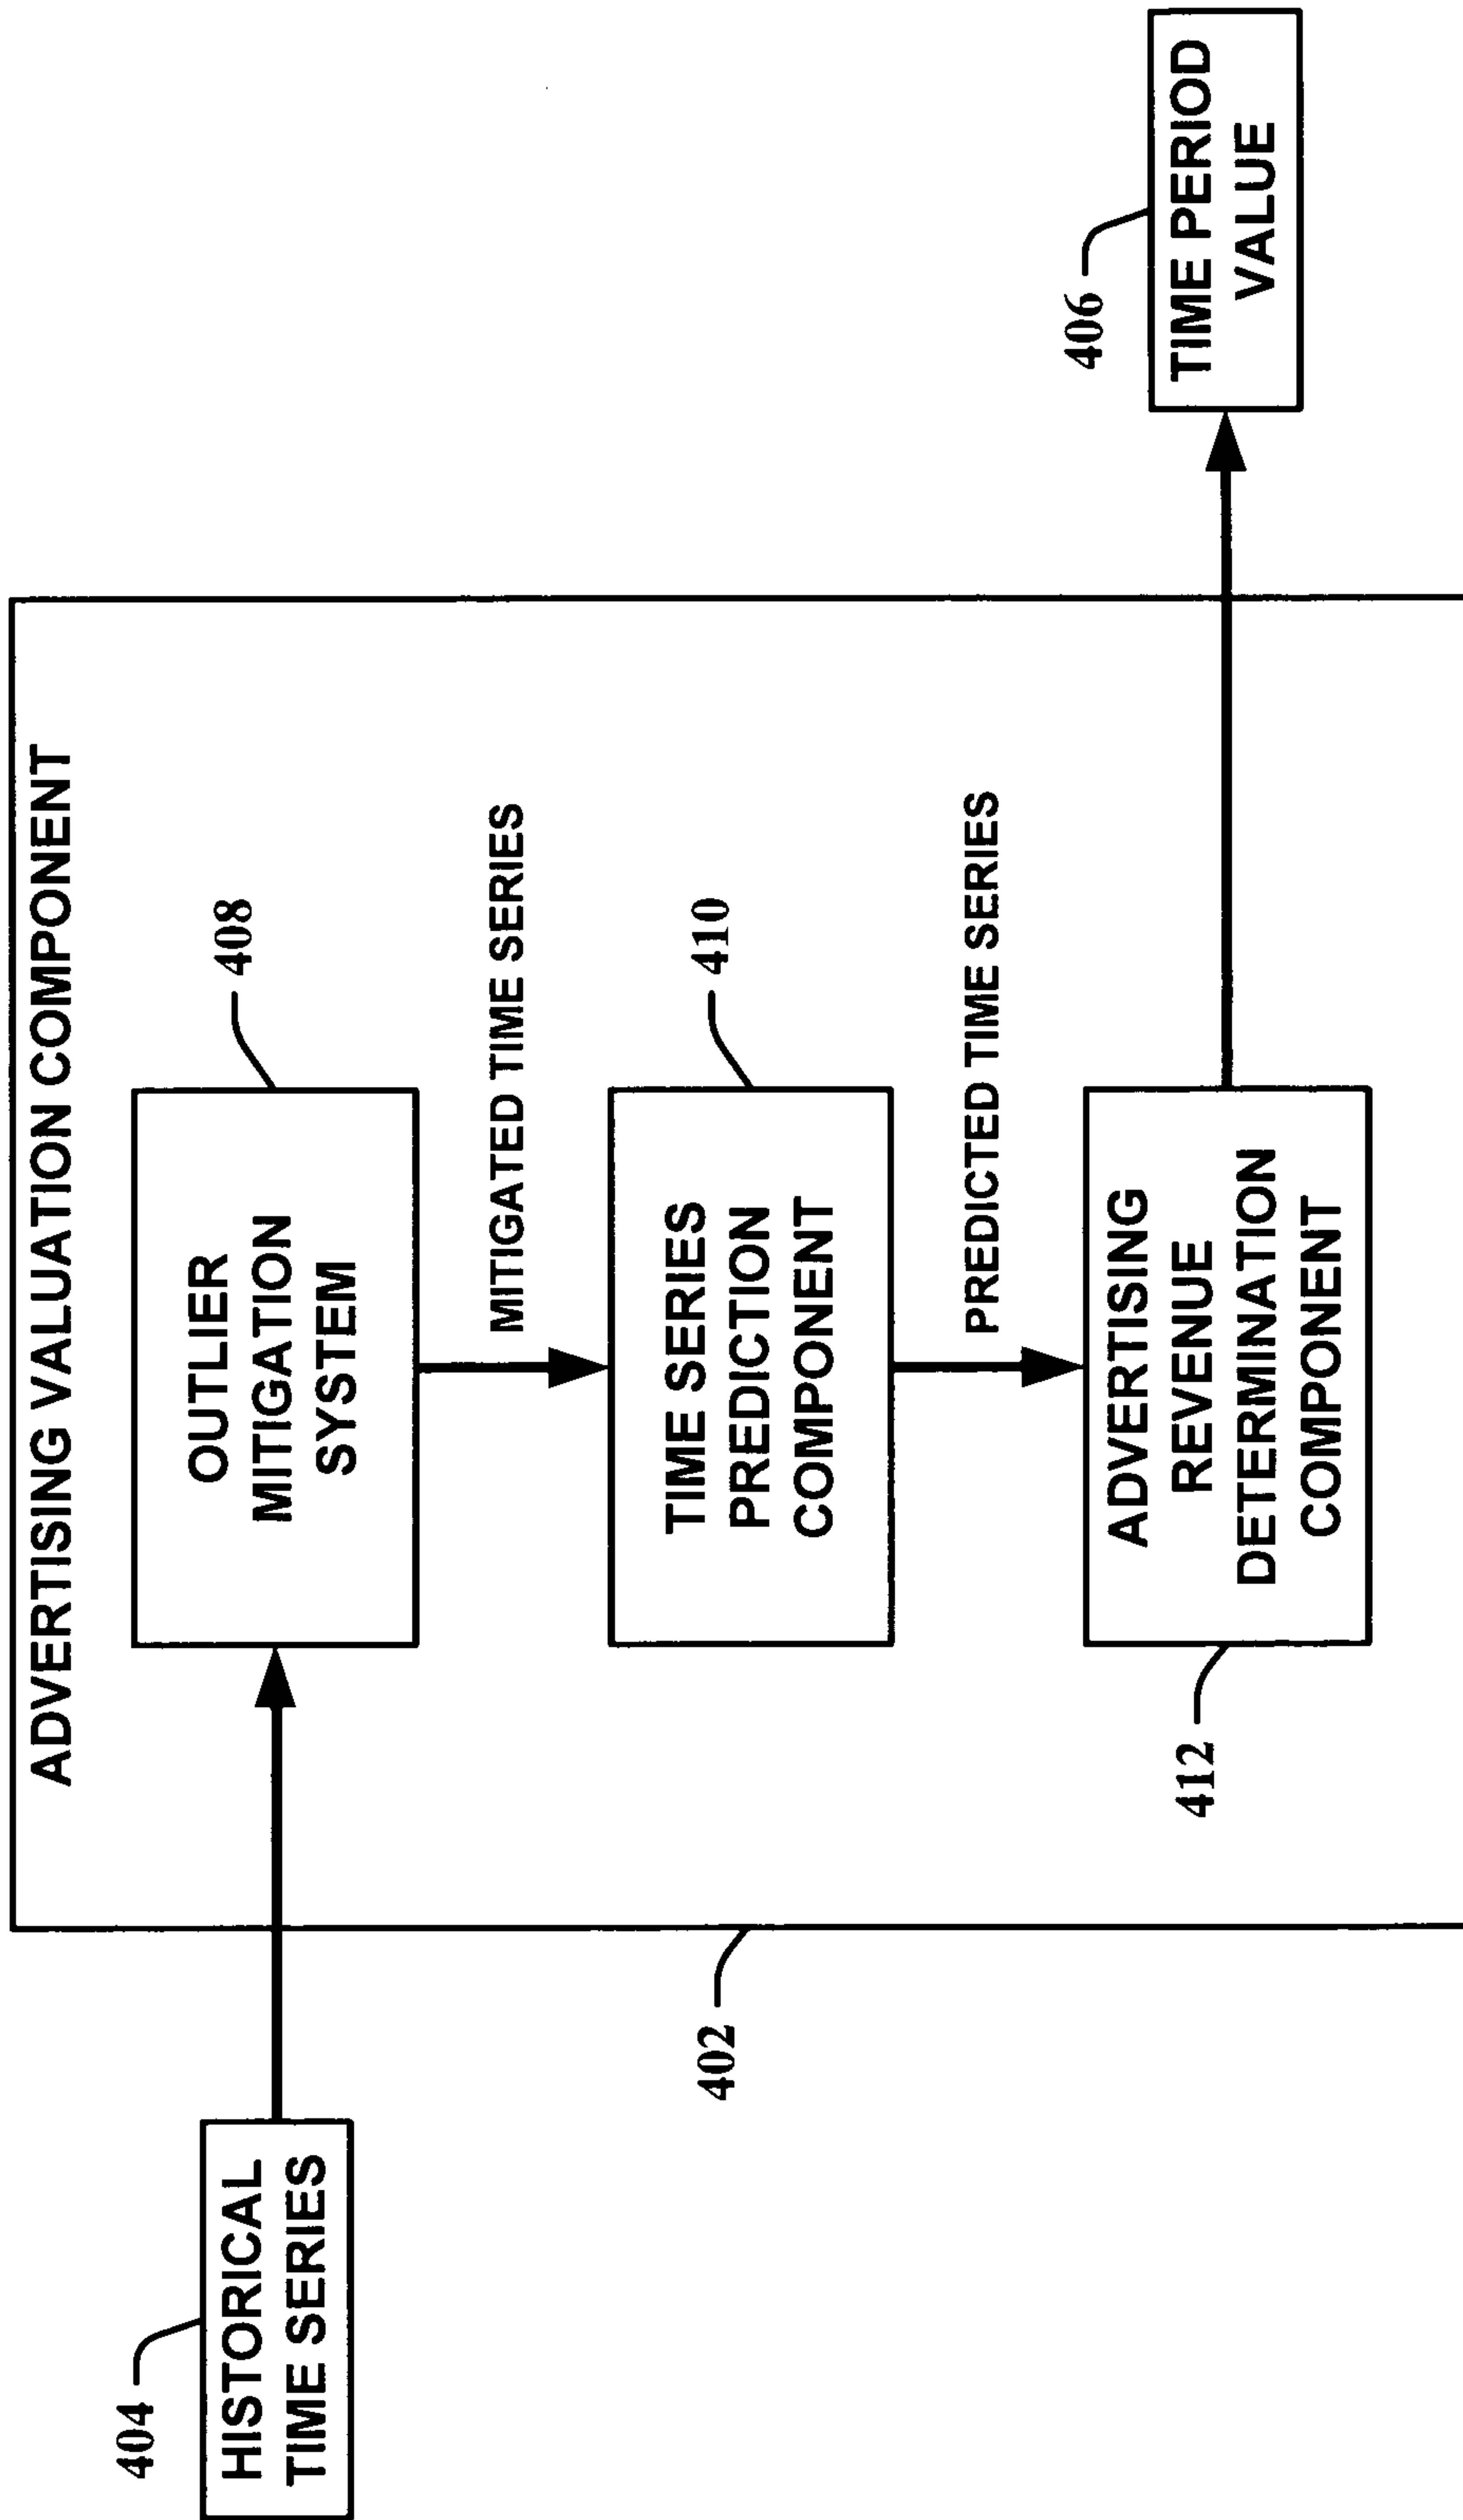 ADVERTISING VALUATION COMPONENT
404
HISTORICAL
TIME SERIES
408
OUTLIER
MITIGATION
SYSTEM
MITIGATED TIME SERIES
402
410
TIME SERIES
PREDICTION
COMPONENT
PREDICTED TIME SERIES
412
ADVERTISING
REVENUE
DETERMINATION
COMPONENT
406
TIME PERIOD
VALUE